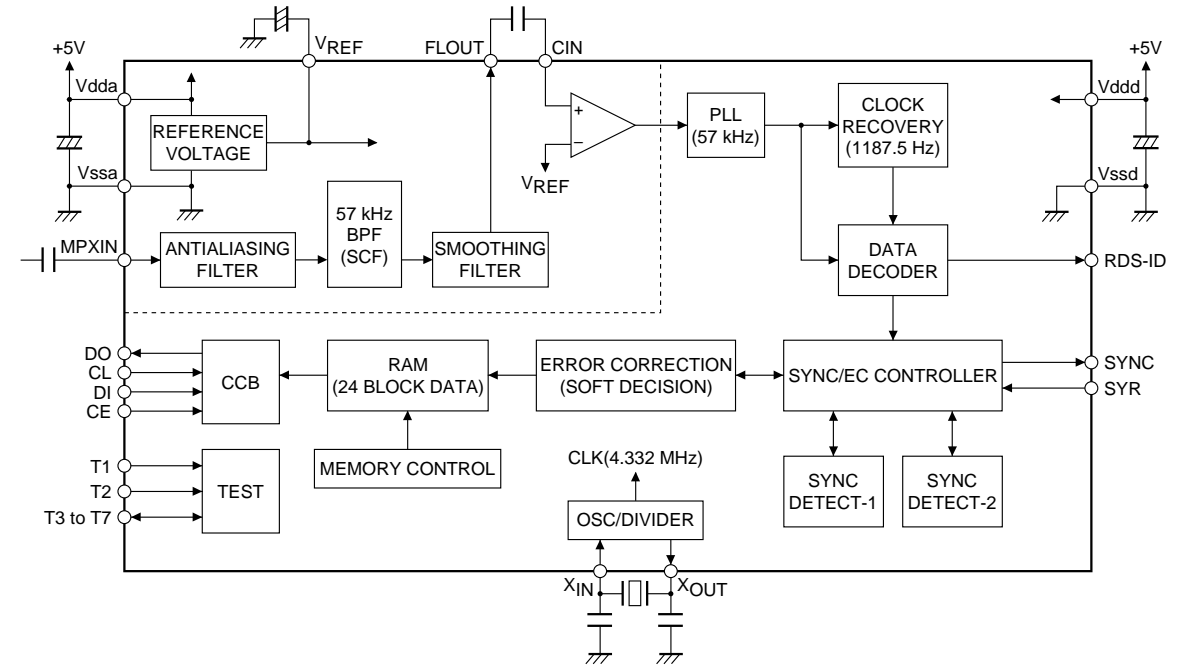 VREF
FLOUT
CIN
+5V
Vdda
REFERENCE
VOLTAGE
Vssa
+
−
VREF
PLL
(57 kHz)
CLOCK
RECOVERY
(1187.5 Hz)
+5V
Vddd
Vssd
MPXIN
ANTIALIASING
FILTER
57 kHz
BPF
(SCF)
SMOOTHING
FILTER
DATA
DECODER
RDS-ID
DO
CL
DI
CE
CCB
RAM
(24 BLOCK DATA)
ERROR CORRECTION
(SOFT DECISION)
SYNC/EC CONTROLLER
SYNC
SYR
T1
T2
T3 to T7
TEST
MEMORY CONTROL
CLK(4.332 MHz)
OSC/DIVIDER
SYNC
DETECT-1
SYNC
DETECT-2
XIN
XOUT